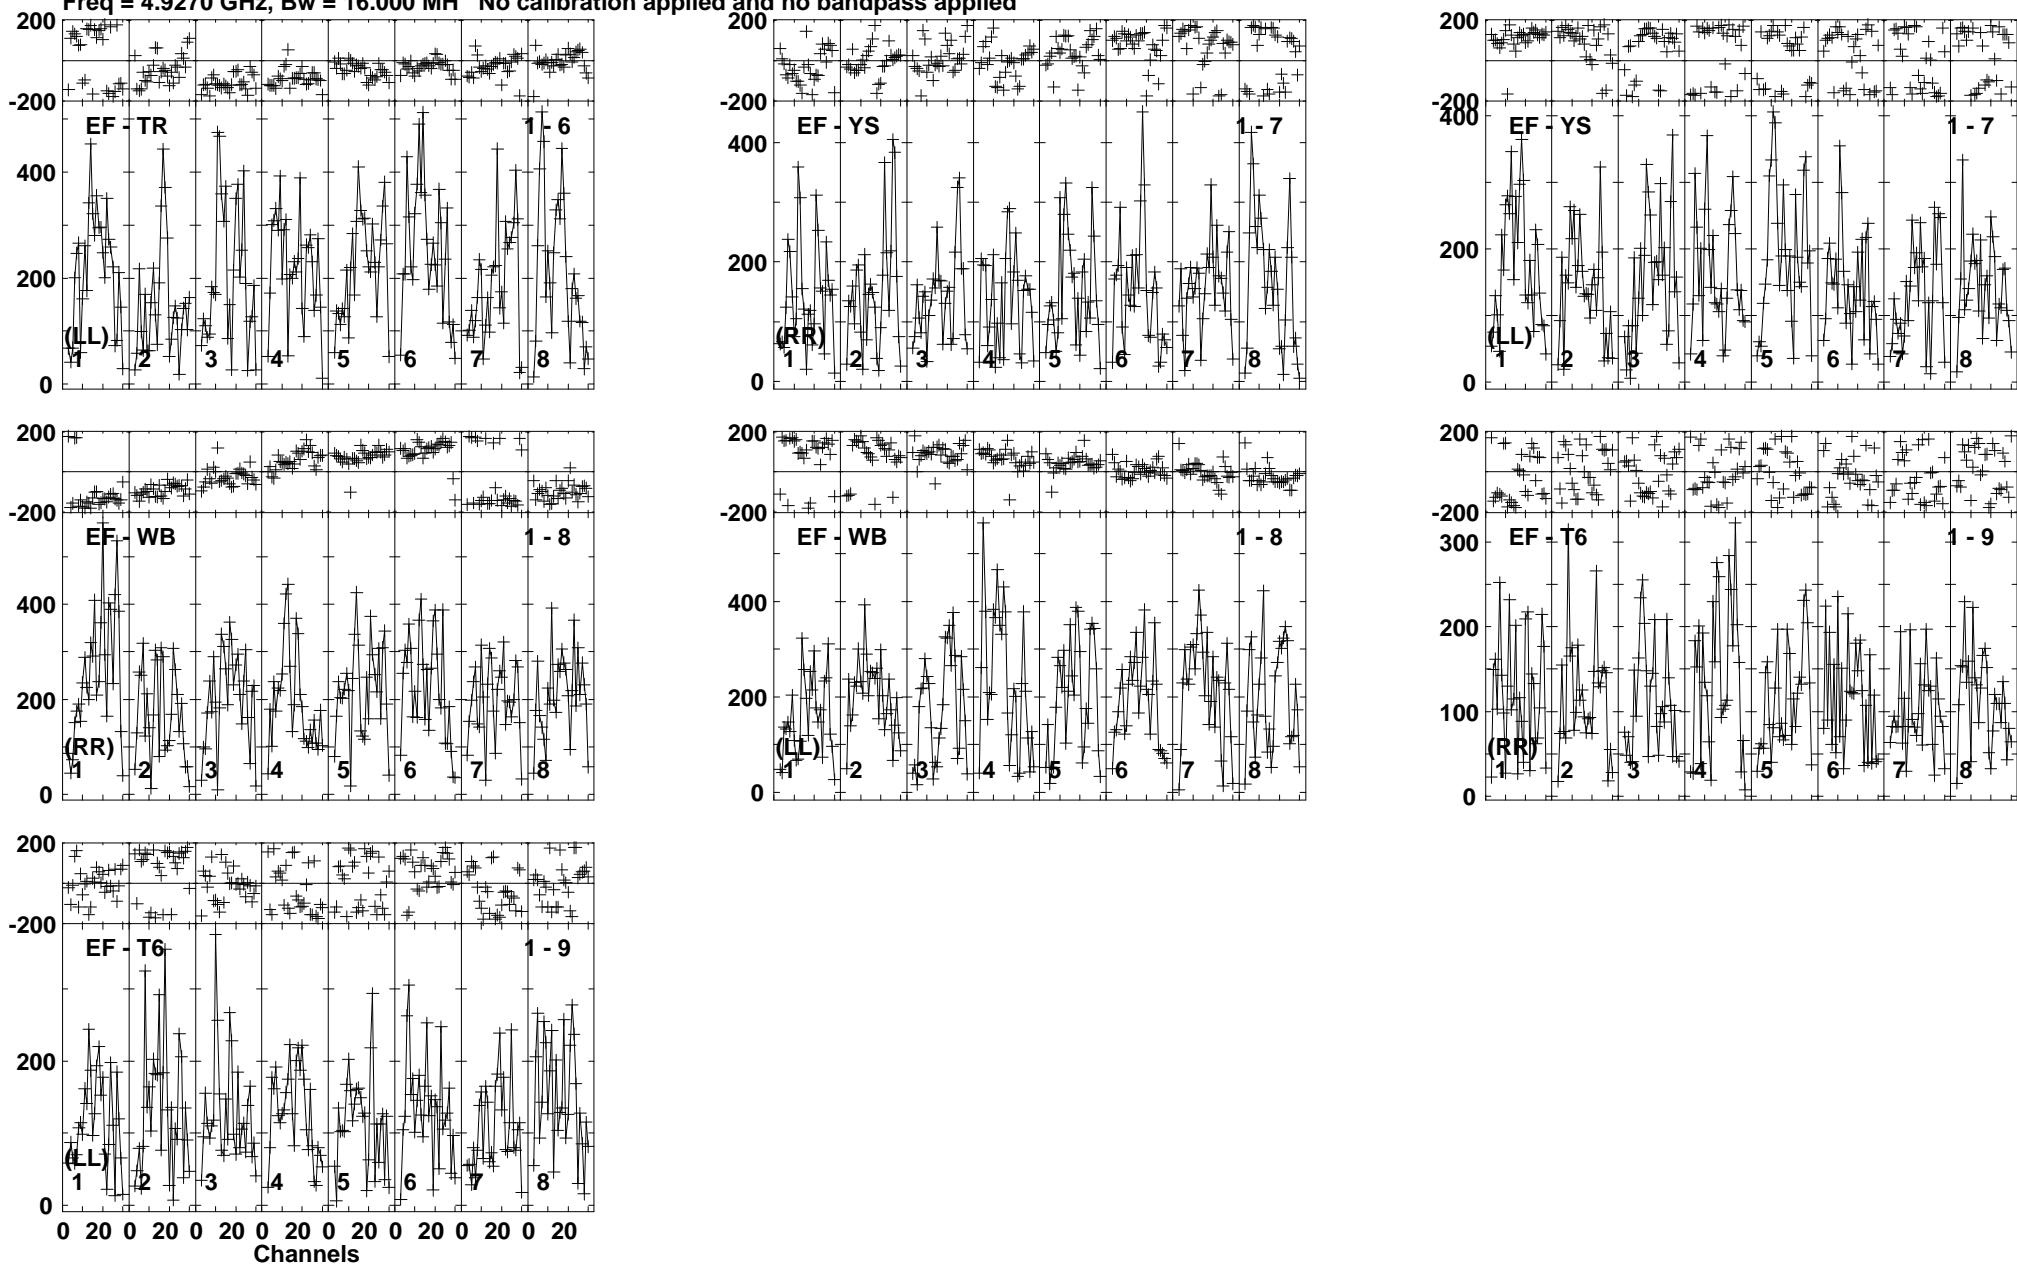 Freq = 4.9270 GHz, Bw = 16.000 MH No calibration applied and no bandpass applied
200
-200
EF - TR 1 - 6
400
200
0
(LL)
1 2 3 4 5 6 7 8
200
-200
EF - YS 1 - 7
400
200
0
(RR)
1 2 3 4 5 6 7 8
200
-200
400
EF - YS 1 - 7
200
0
(LL)
1 2 3 4 5 6 7 8
200
-200
EF - WB 1 - 8
400
200
0
(RR)
1 2 3 4 5 6 7 8
200
-200
EF - WB 1 - 8
400
200
0
(LL)
1 2 3 4 5 6 7 8
200
-200
300
EF - T6 1 - 9
200
100
0
(RR)
1 2 3 4 5 6 7 8
200
-200
EF - T6 1 - 9
200
0
(LL)
1 2 3 4 5 6 7 8
0 20 0 20 0 20 0 20 0 20 0 20 0 20 0 20
Channels